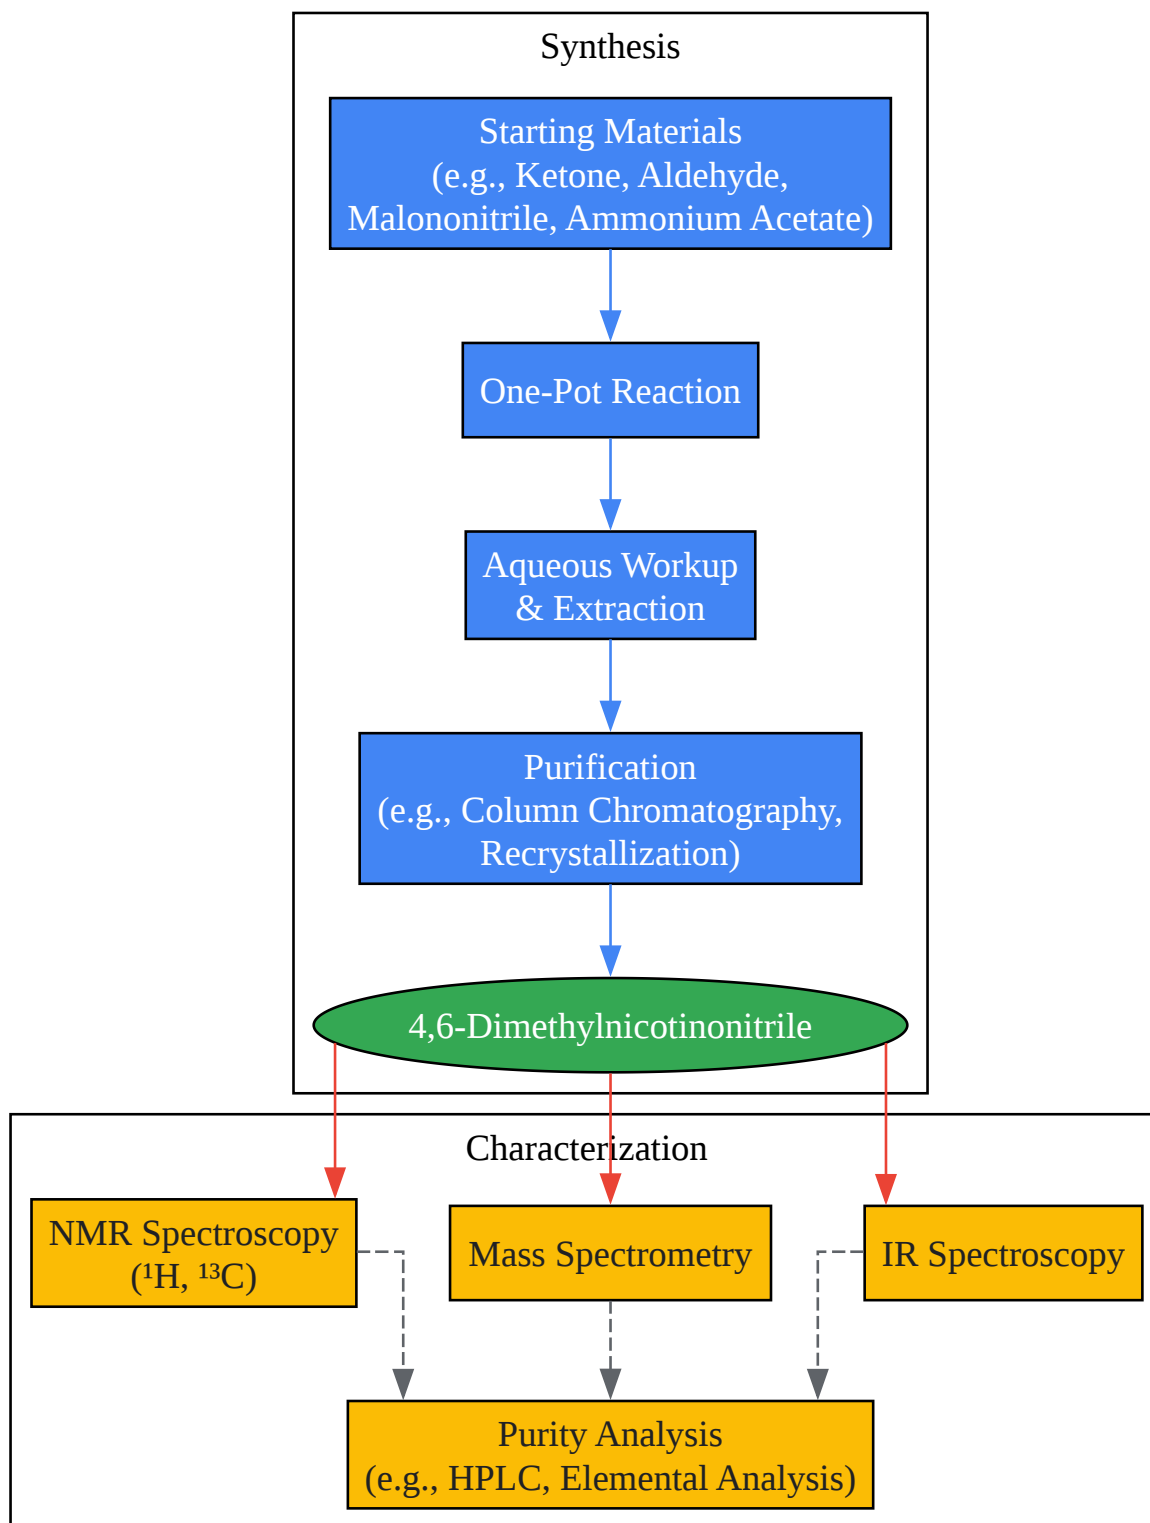 Synthesis
Starting Materials
(e.g., Ketone, Aldehyde,
Malononitrile, Ammonium Acetate)
One-Pot Reaction
Aqueous Workup
& Extraction
Purification
(e.g., Column Chromatography,
Recrystallization)
4,6-Dimethylnicotinonitrile
Characterization
NMR Spectroscopy
(¹H, ¹³C)
Mass Spectrometry
IR Spectroscopy
Purity Analysis
(e.g., HPLC, Elemental Analysis)